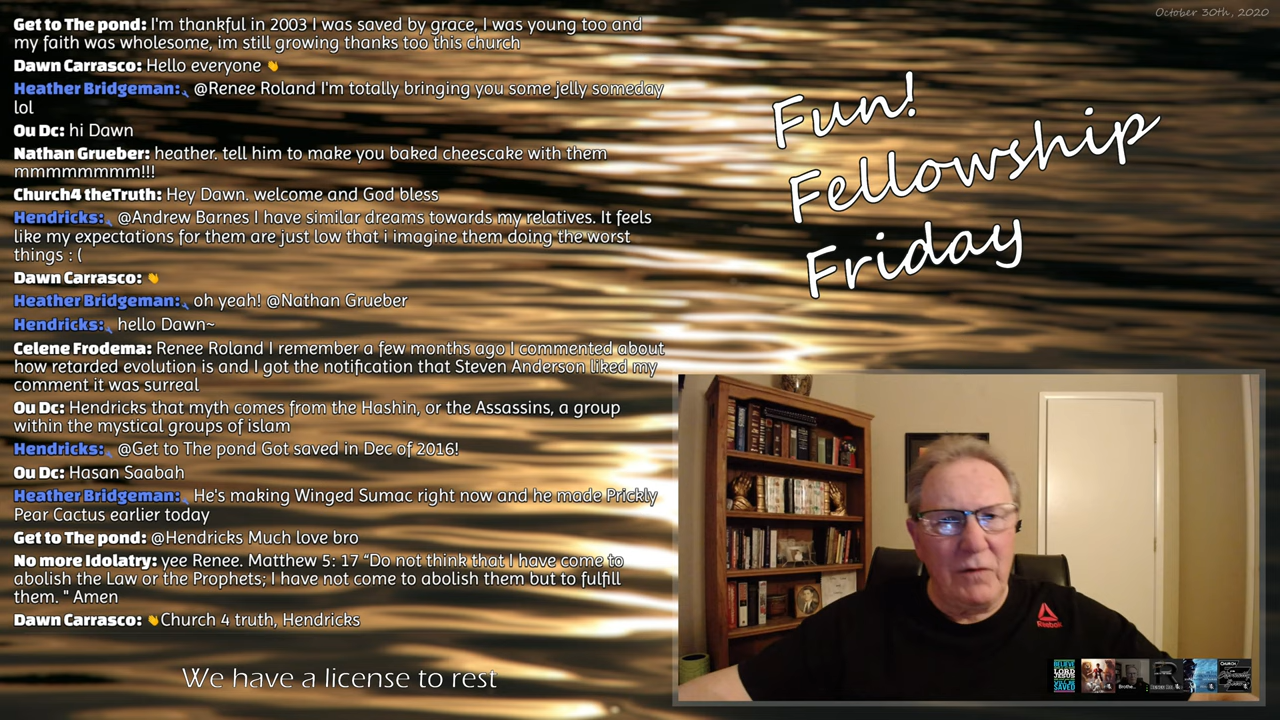 October 30th, 2020
Get to The pond: I'm thankful in 2003 I was saved by grace, I was young too and
my faith was wholesome, im still growing thanks too this church
Dawn Carrasco: Hello everyone 👋
Heather Bridgeman: @Renee Roland I'm totally bringing you some jelly someday
lol
Ou Dc: hi Dawn
Nathan Grueber: heather. tell him to make you baked cheescake with them
mmmmmmmm!!!
Church4 theTruth: Hey Dawn. welcome and God bless
Hendricks: @Andrew Barnes I have similar dreams towards my relatives. It feels
like my expectations for them are just low that i imagine them doing the worst
things : (
Dawn Carrasco: 👋
Heather Bridgeman: oh yeah! @Nathan Grueber
Hendricks: hello Dawn~
Celene Frodema: Renee Roland I remember a few months ago I commented about
how retarded evolution is and I got the notification that Steven Anderson liked my
comment it was surreal
Ou Dc: Hendricks that myth comes from the Hashin, or the Assassins, a group
within the mystical groups of islam
Hendricks: @Get to The pond Got saved in Dec of 2016!
Ou Dc: Hasan Saabah
Heather Bridgeman: He's making Winged Sumac right now and he made Prickly
Pear Cactus earlier today
Get to The pond: @Hendricks Much love bro
No more Idolatry: yee Renee. Matthew 5: 17 “Do not think that I have come to
abolish the Law or the Prophets; I have not come to abolish them but to fulfill
them. " Amen
Dawn Carrasco: 👋Church 4 truth, Hendricks
We have a license to rest
Fun!
Fellowship
Friday
Reebok
BELIEVE
LORD
JESUS
SAVED
Brothe...
R
CHURCH